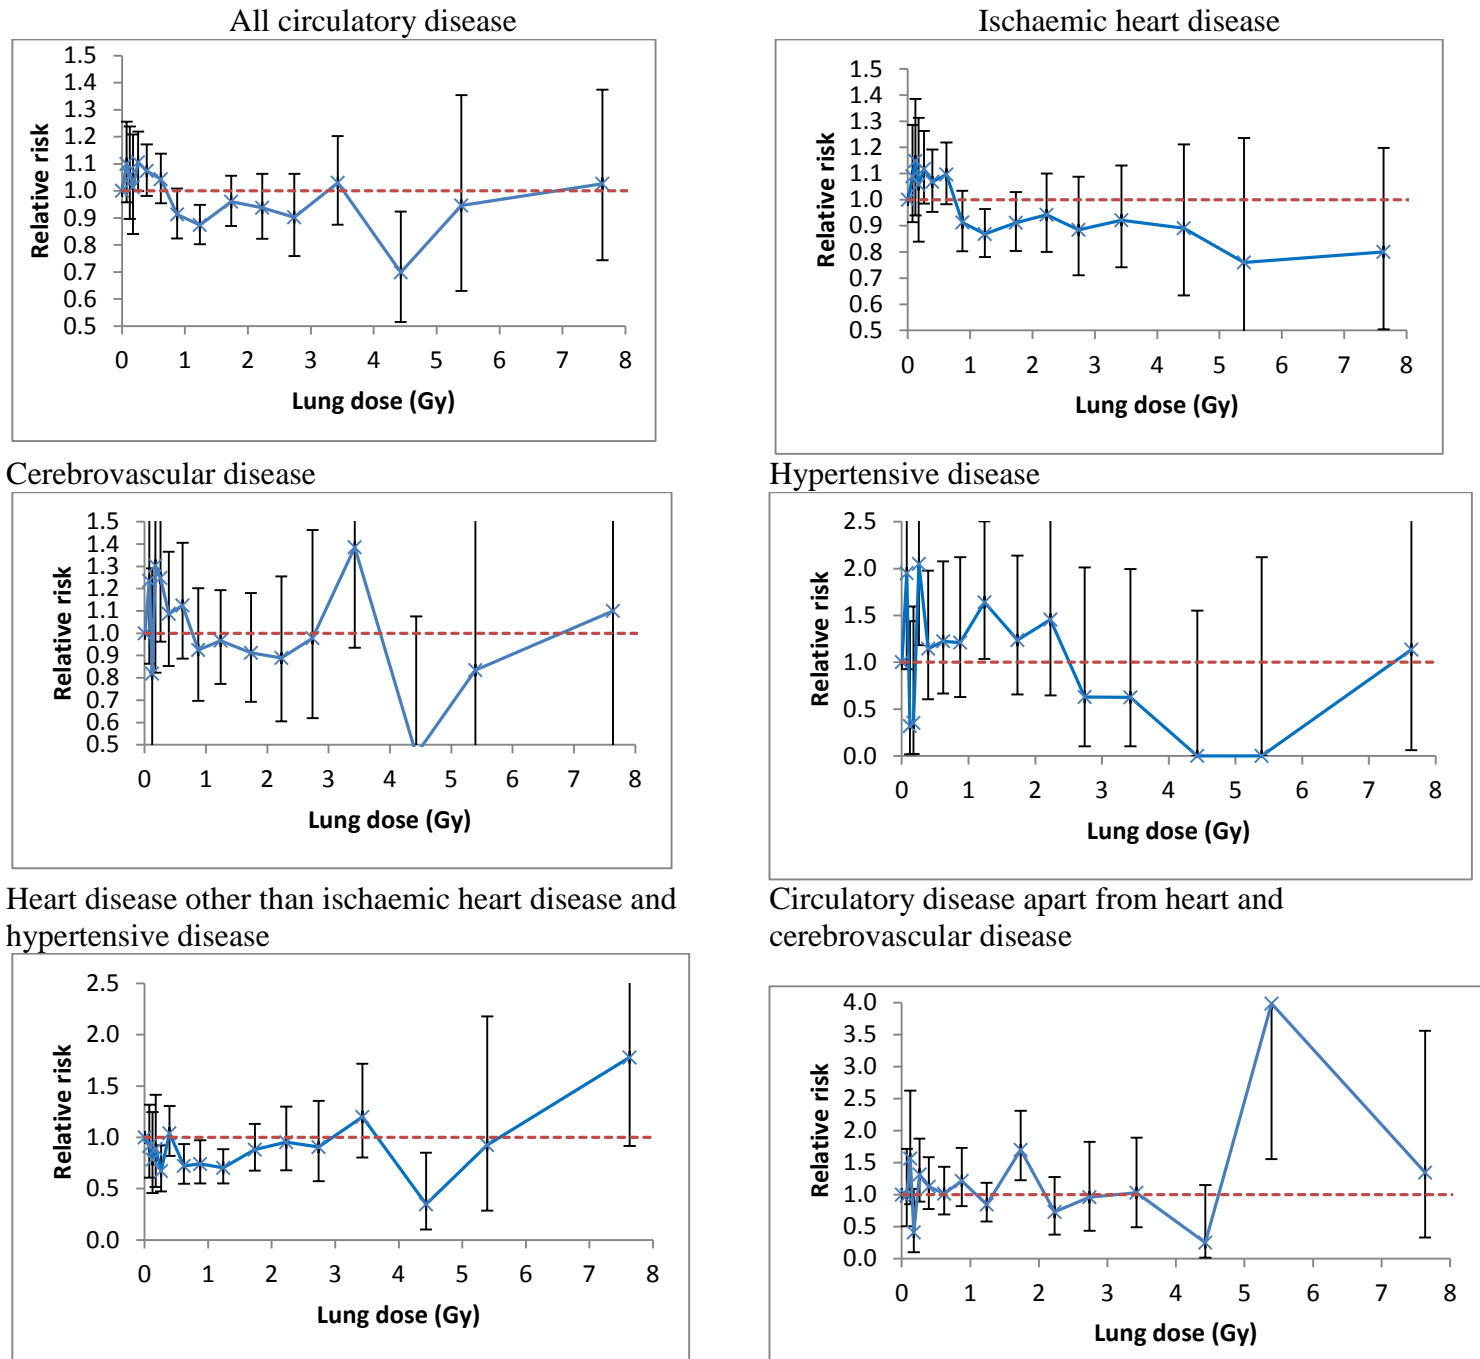 All circulatory disease
1.5
1.4
1.3
1.2
1.1
1.0
0.9
0.8
0.7
0.6
0.5
Relative risk
0 1 2 3 4 5 6 7 8
Lung dose (Gy)
Ischaemic heart disease
1.5
1.4
1.3
1.2
1.1
1.0
0.9
0.8
0.7
0.6
0.5
Relative risk
0 1 2 3 4 5 6 7 8
Lung dose (Gy)
Cerebrovascular disease
1.5
1.4
1.3
1.2
1.1
1.0
0.9
0.8
0.7
0.6
0.5
Relative risk
0 1 2 3 4 5 6 7 8
Lung dose (Gy)
Hypertensive disease
2.5
2.0
1.5
1.0
0.5
0.0
Relative risk
0 1 2 3 4 5 6 7 8
Lung dose (Gy)
Heart disease other than ischaemic heart disease and
hypertensive disease
2.5
2.0
1.5
1.0
0.5
0.0
Relative risk
0 1 2 3 4 5 6 7 8
Lung dose (Gy)
Circulatory disease apart from heart and
cerebrovascular disease
4.0
3.5
3.0
2.5
2.0
1.5
1.0
0.5
0.0
Relative risk
0 1 2 3 4 5 6 7 8
Lung dose (Gy)